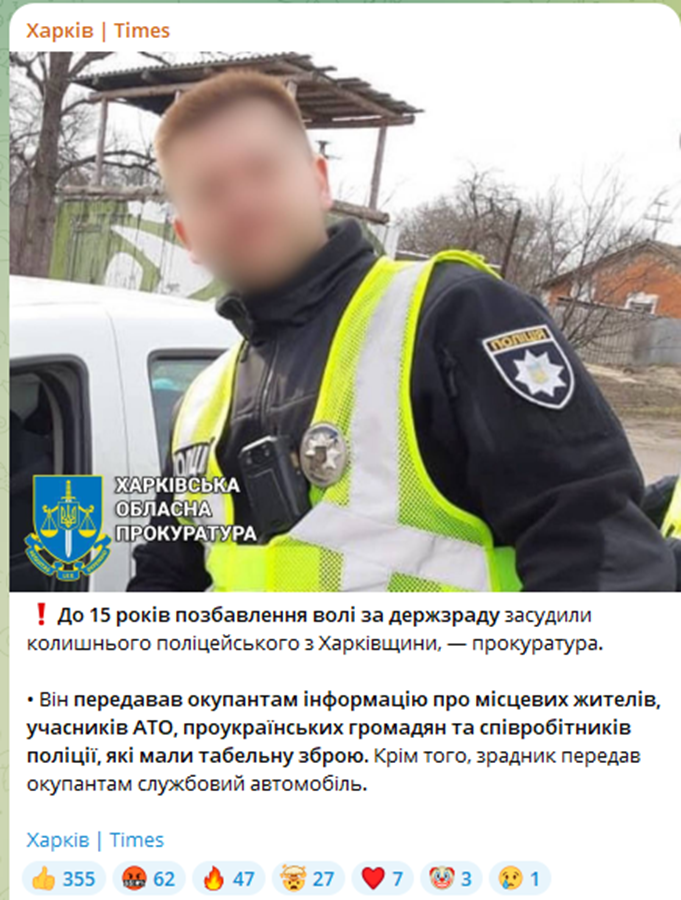 Харків | Times
ПОЛІЦІЯ
ХАРКІВСЬКА
ОБЛАСНА
ПРОКУРАТУРА
❗ До 15 років позбавлення волі за держзраду засудили
колишнього поліцейського з Харківщини, — прокуратура.
• Він передавав окупантам інформацію про місцевих жителів,
учасників АТО, проукраїнських громадян та співробітників
поліції, які мали табельну зброю. Крім того, зрадник передав
окупантам службовий автомобіль.
Харків | Times
👍 355 🤬 62 🔥 47 🤯 27 ❤ 7 🤡 3 😢 1